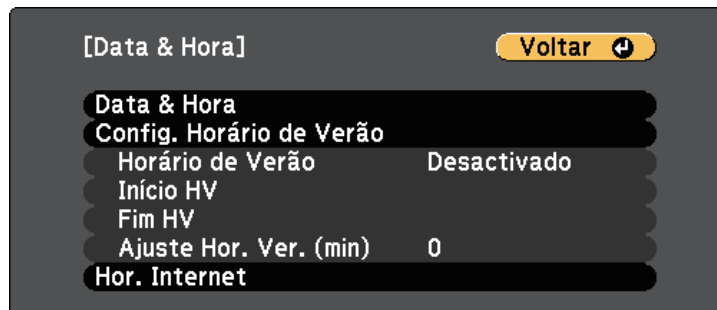 [Data & Hora] Voltar
Data & Hora
Config. Horário de Verão
Horário de Verão Desactivado
Início HV
Fim HV
Ajuste Hor. Ver. (min) 0
Hor. Internet